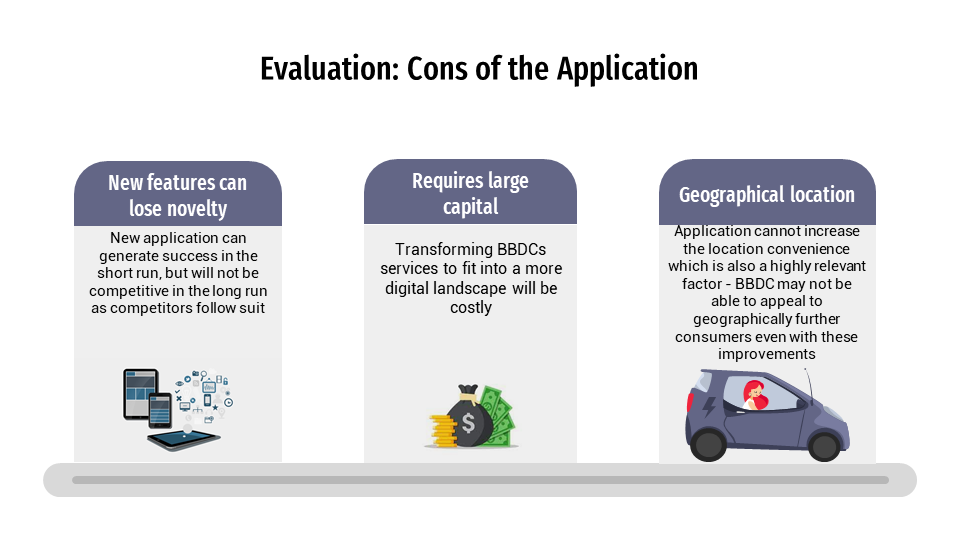 Evaluation: Cons of the Application
New features can
lose novelty
New application can
generate success in the
short run, but will not be
competitive in the long run
as competitors follow suit
Requires large
capital
Transforming BBDCs
services to fit into a more
digital landscape will be
costly
$
Geographical location
Application cannot increase
the location convenience
which is also a highly relevant
factor - BBDC may not be
able to appeal to
geographically further
consumers even with these
improvements